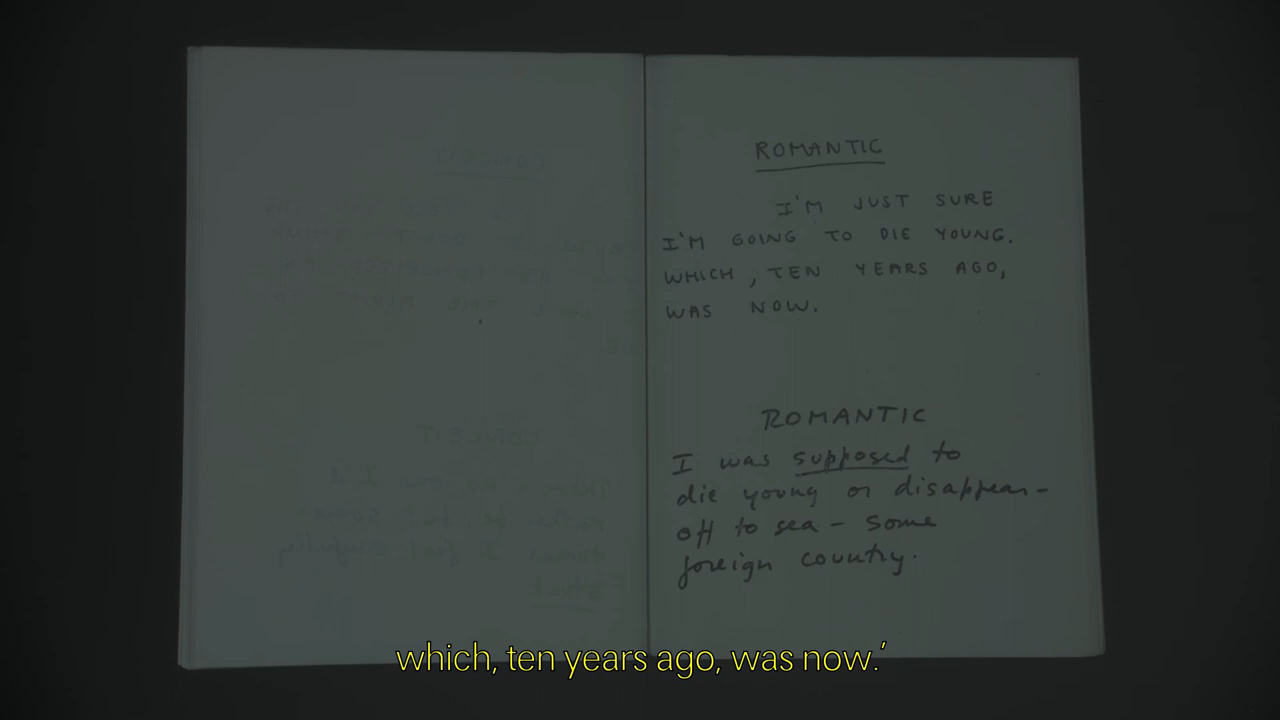 ROMANTIC
I'M JUST SURE
I'M GOING TO DIE YOUNG.
WHICH, TEN YEARS AGO,
WAS NOW.
ROMANTIC
I was supposed to
die young or disappear–
off to sea – some
foreign country.
which, ten years ago, was now.'